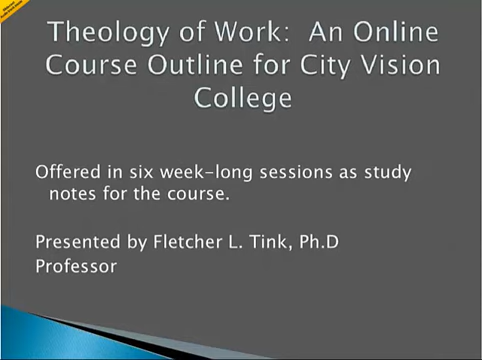 Theology of Work: An Online
Course Outline for City Vision
College
Offered in six week-long sessions as study
notes for the course.
Presented by Fletcher L. Tink, Ph.D
Professor